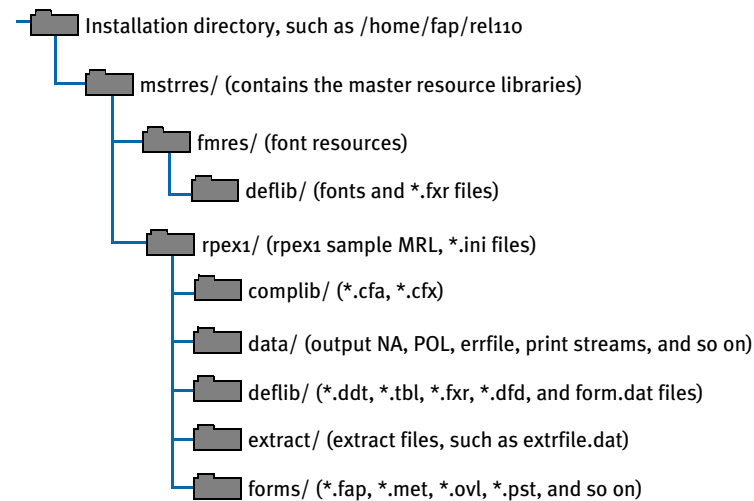 Installation directory, such as /home/fap/rel110
mstrres/ (contains the master resource libraries)
fmres/ (font resources)
deflib/ (fonts and *.fxr files)
rpex1/ (rpex1 sample MRL, *.ini files)
complib/ (*.cfa, *.cfx)
data/ (output NA, POL, errfile, print streams, and so on)
deflib/ (*.ddt, *.tbl, *.fxr, *.dfd, and form.dat files)
extract/ (extract files, such as extrfile.dat)
forms/ (*.fap, *.met, *.ovl, *.pst, and so on)